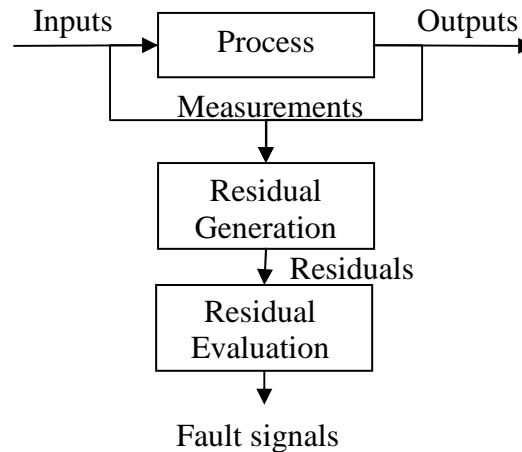 Inputs
Outputs
Process
Measurements
Residual
Generation
Residuals
Residual
Evaluation
Fault signals